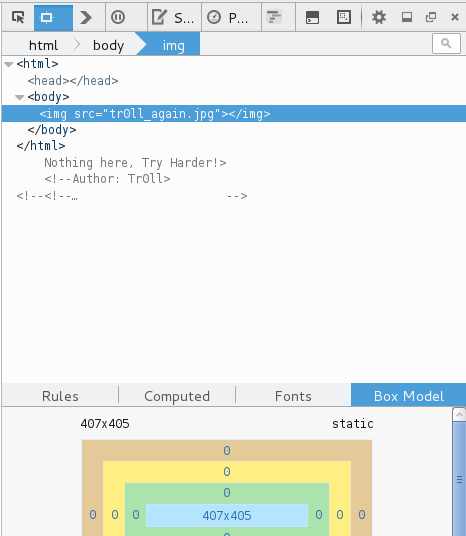 S... P...
html body img
<html>
<head></head>
<body>
<img src="tr0ll_again.jpg"></img>
</body>
</html>
Nothing here, Try Harder!>
<!--Author: Tr0ll>
<!--<!--… -->
Rules Computed Fonts Box Model
407x405 static
0
0
0
0 0 0 407x405 0 0 0